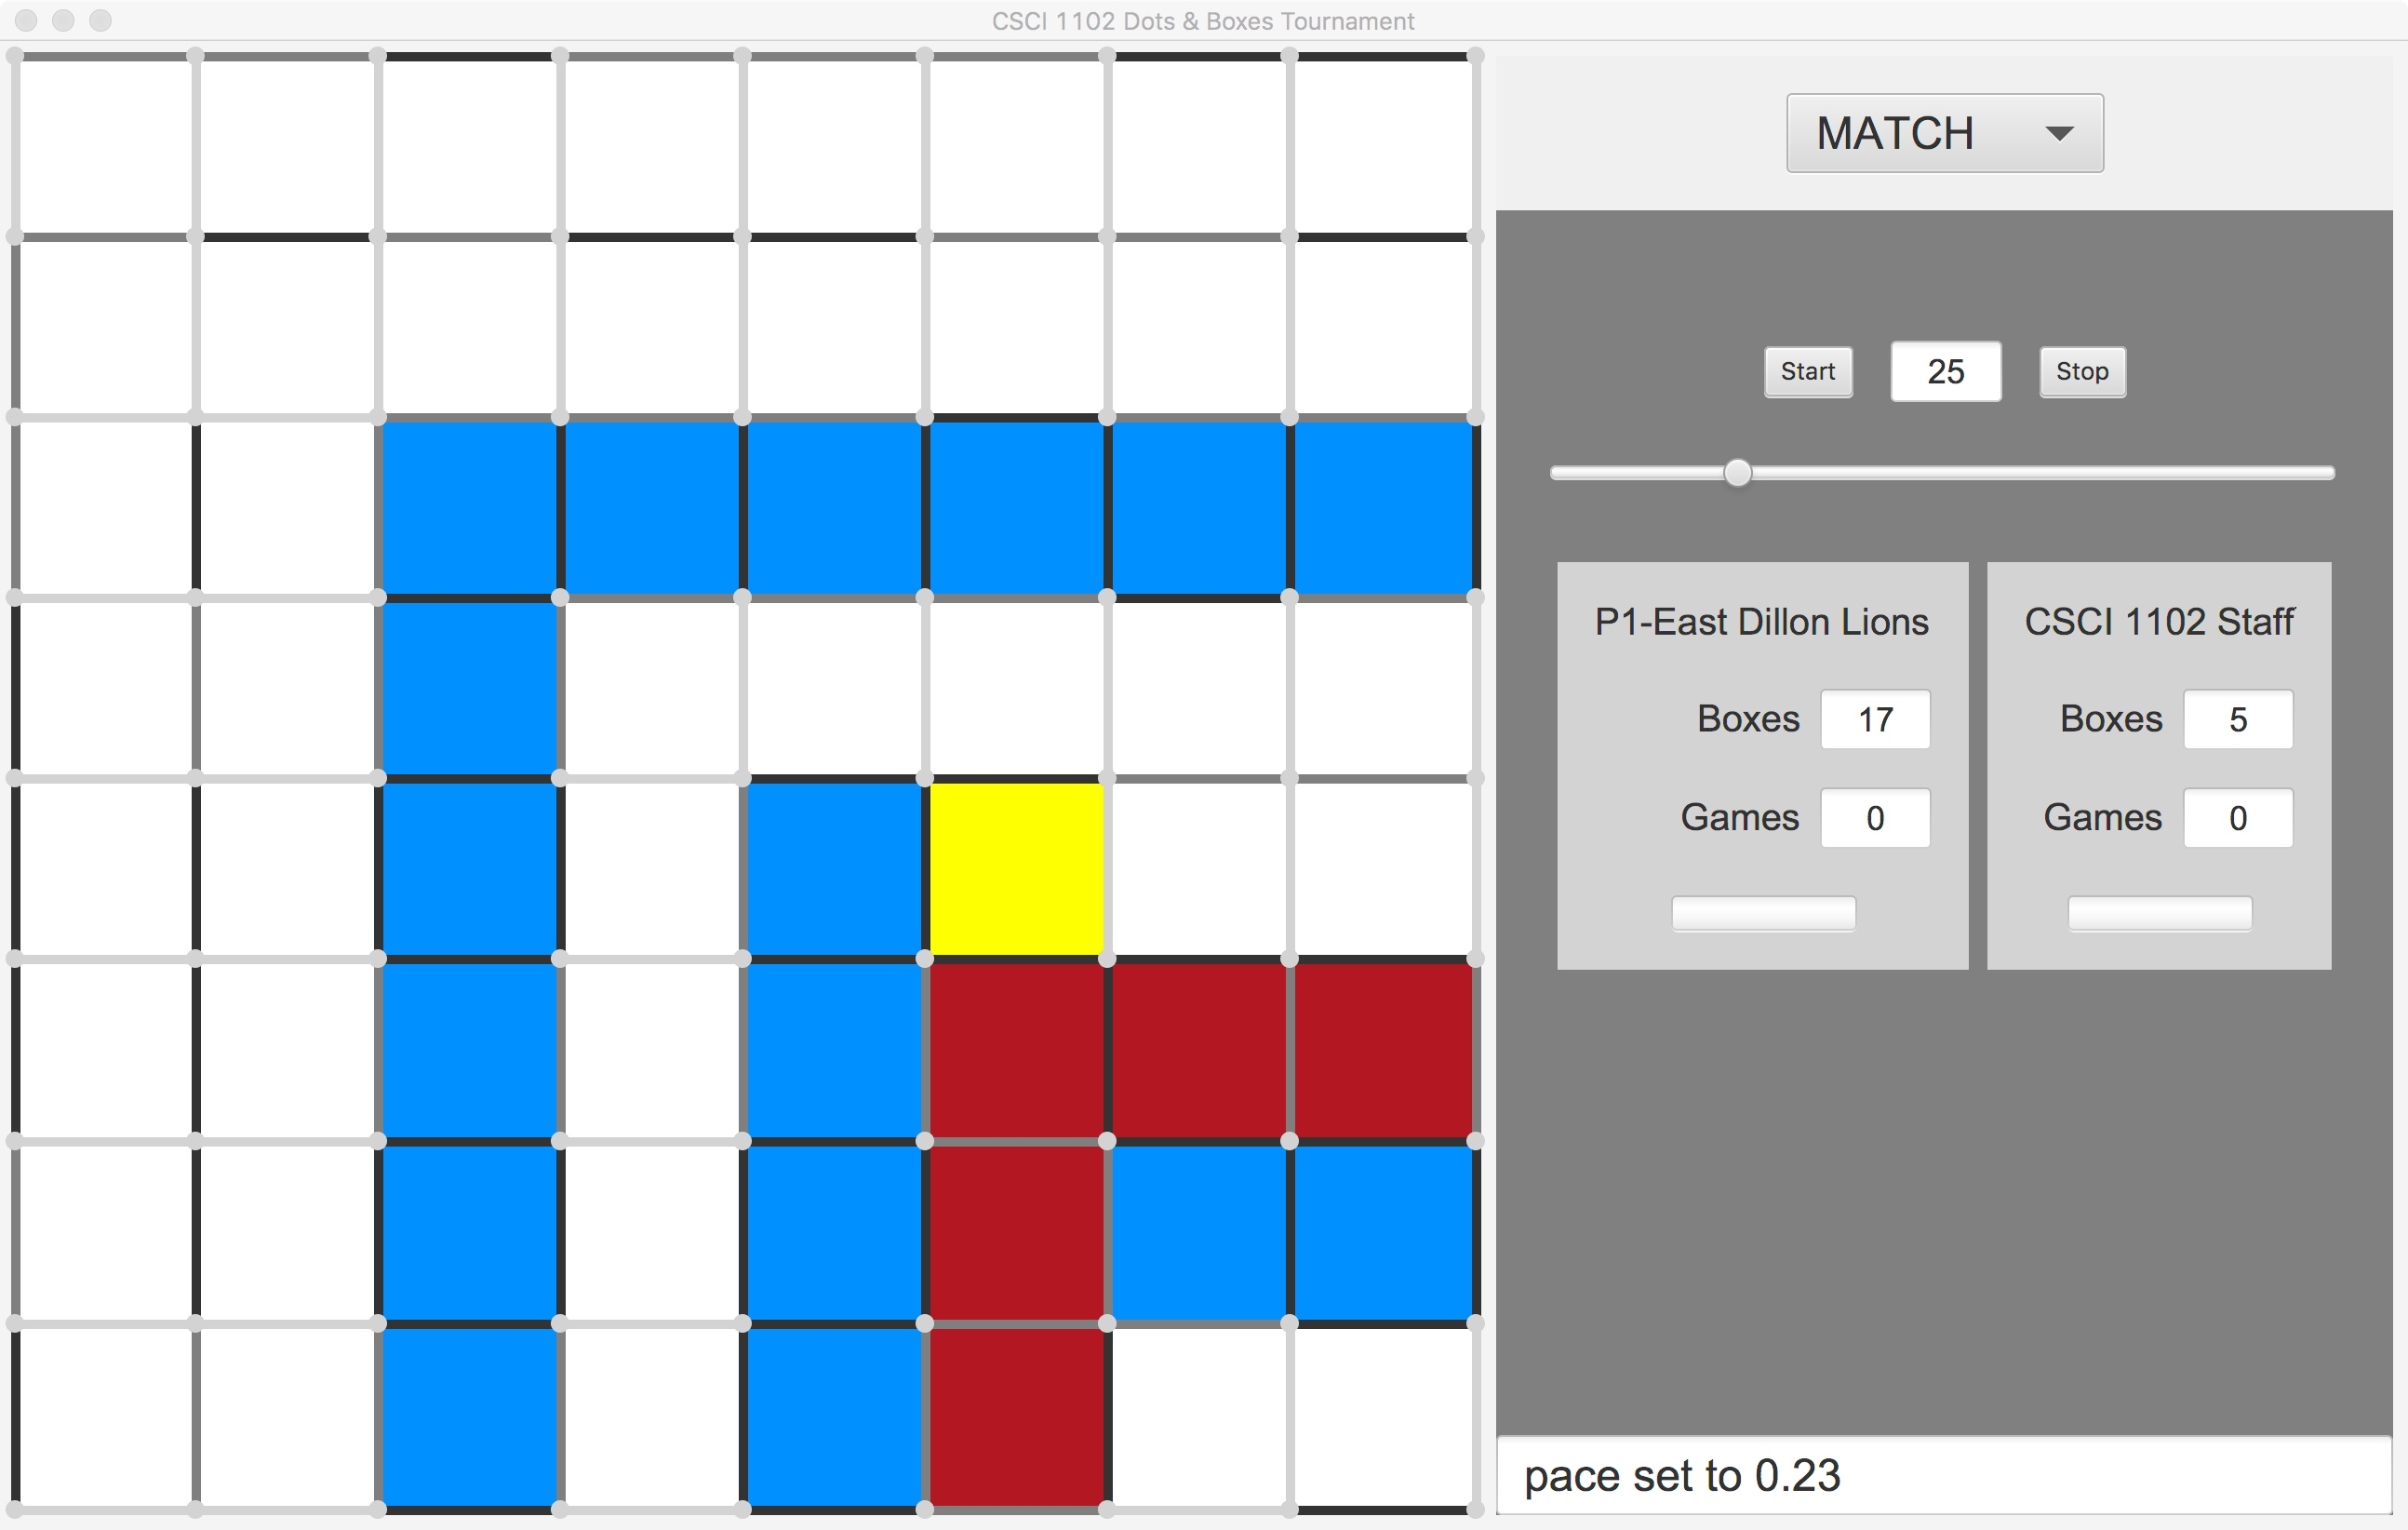 CSCI 1102 Dots & Boxes Tournament
MATCH
Start 25 Stop
P1-East Dillon Lions
Boxes 17
Games 0
CSCI 1102 Staff
Boxes 5
Games 0
pace set to 0.23